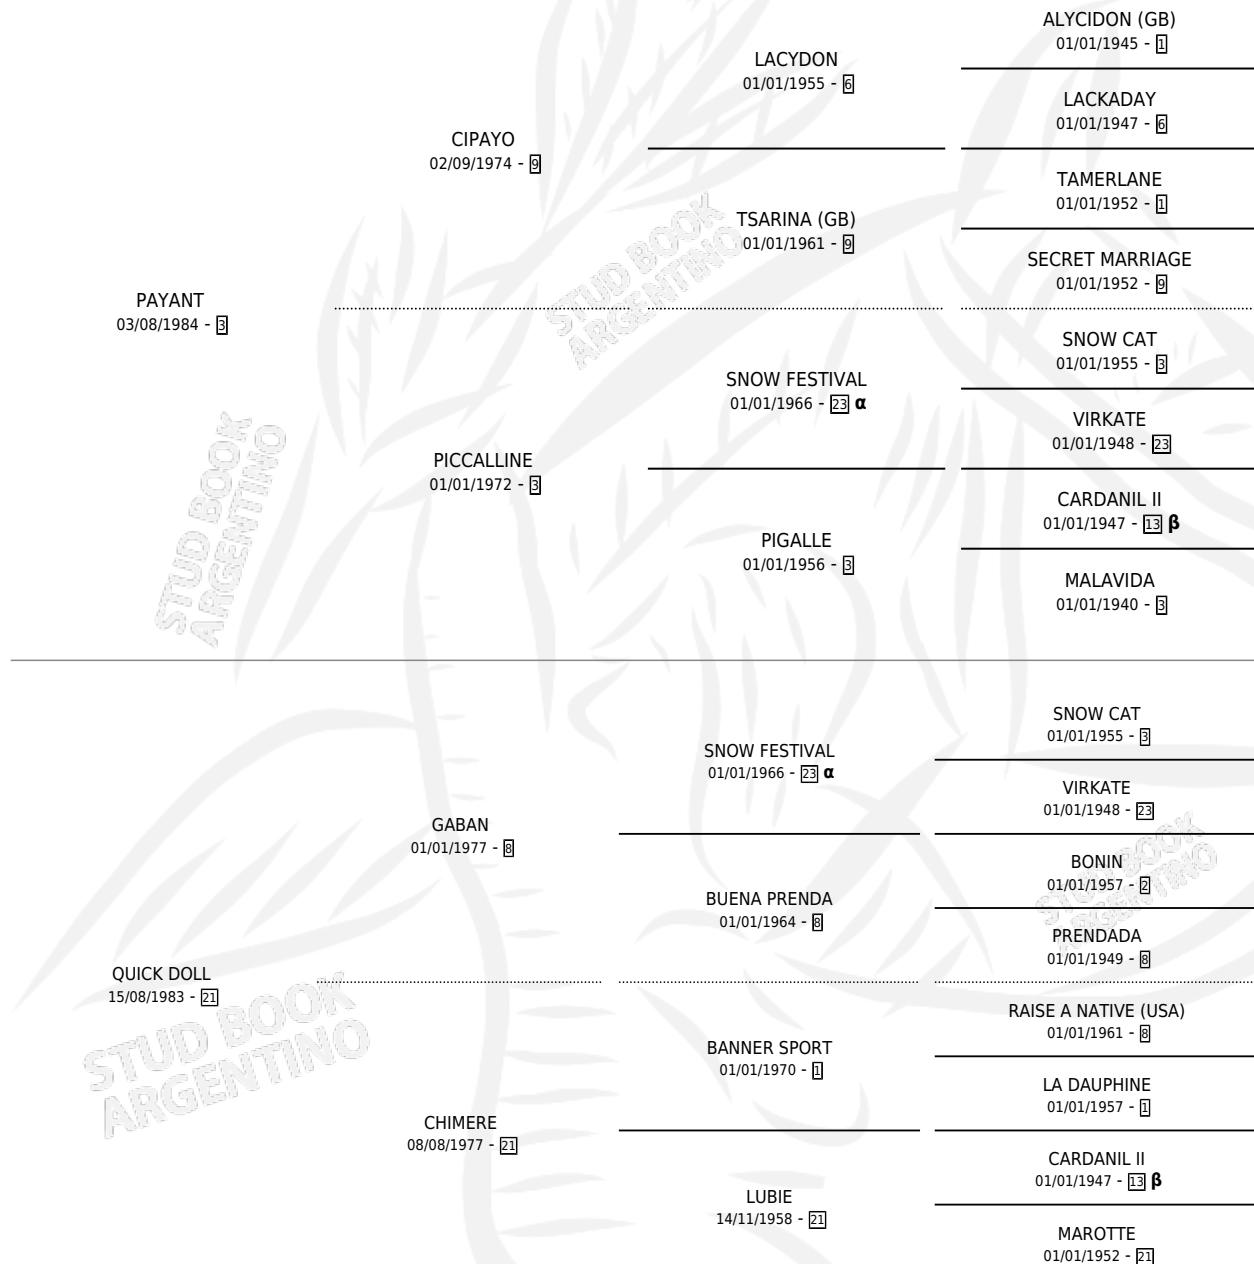 ALYCIDON (GB)
01/01/1945 - 1
LACYDON
01/01/1955 - 6
LACKADAY
01/01/1947 - 6
CIPAYO
02/09/1974 - 9
TAMERLANE
01/01/1952 - 1
TSARINA (GB)
01/01/1961 - 9
SECRET MARRIAGE
01/01/1952 - 9
STUD BOOK
ARGENTINO
PAYANT
03/08/1984 - 3
SNOW CAT
01/01/1955 - 3
SNOW FESTIVAL
01/01/1966 - 23 α
VIRKATE
01/01/1948 - 23
PICCALLINE
01/01/1972 - 3
CARDANIL II
01/01/1947 - 13 β
PIGALLE
01/01/1956 - 3
MALAVIDA
01/01/1940 - 3
STUD BOOK
ARGENTINO
SNOW CAT
01/01/1955 - 3
SNOW FESTIVAL
01/01/1966 - 23 α
VIRKATE
01/01/1948 - 23
GABAN
01/01/1977 - 8
BONIN
01/01/1957 - 2
BUENA PRENDA
01/01/1964 - 8
PRENDADA
01/01/1949 - 8
STUD BOOK
ARGENTINO
QUICK DOLL
15/08/1983 - 21
RAISE A NATIVE (USA)
01/01/1961 - 8
BANNER SPORT
01/01/1970 - 1
LA DAUPHINE
01/01/1957 - 1
CHIMERE
08/08/1977 - 21
CARDANIL II
01/01/1947 - 13 β
LUBIE
14/11/1958 - 21
MAROTTE
01/01/1952 - 21
STUD BOOK
ARGENTINO